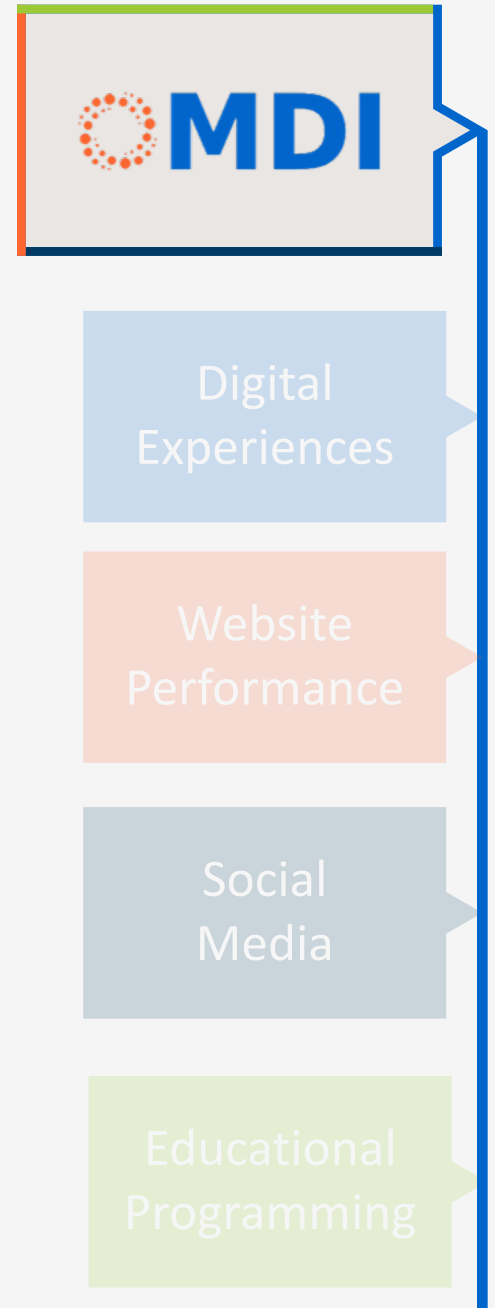 MDI
Digital
Experiences
Website
Performance
Social
Media
Educational
Programming